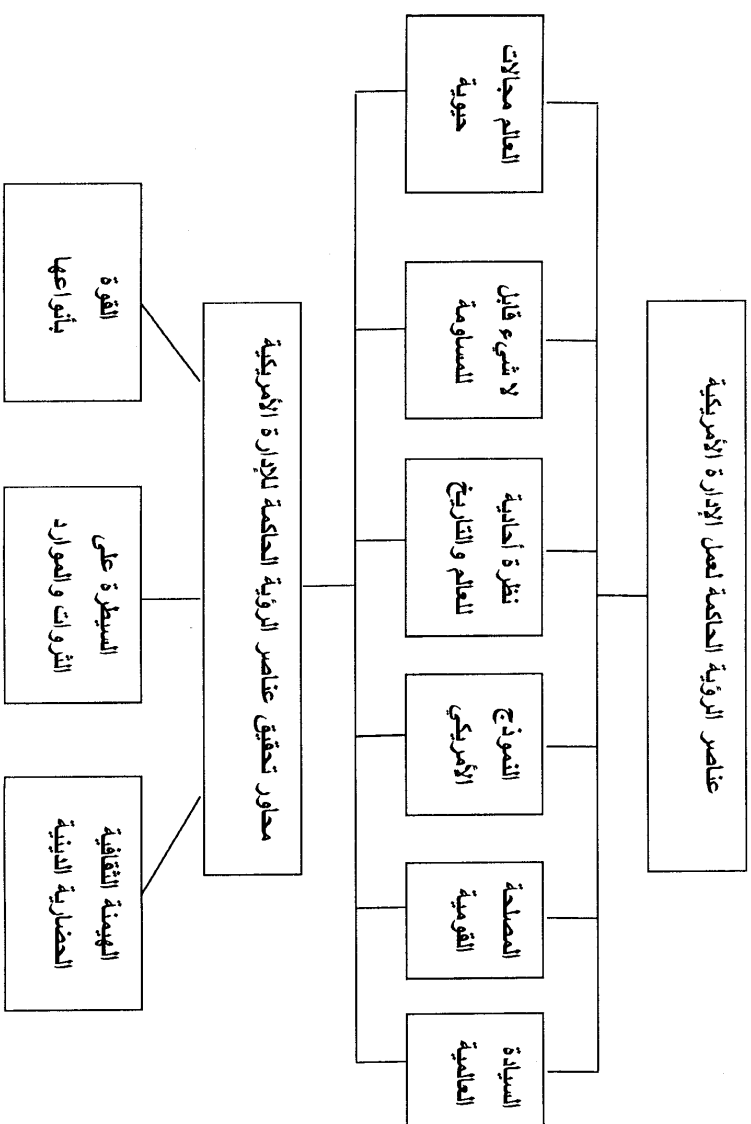 عناصر الرؤية الحاكمة لعمل الإدارة الأمريكية
السيادة
العالمية
المصلحة
القومية
النموذج
الأمريكي
نظرة أحادية
للعالم والتاريخ
لا شيء قابل
للمساومة
العالم مجالات
حيوية
محاور تحقيق عناصر الرؤية الحاكمة للإدارة الأمريكية
الهيمنة الثقافية
الحضارية الدينية
السيطرة على
الثروات والموارد
القوة
بأنواعها